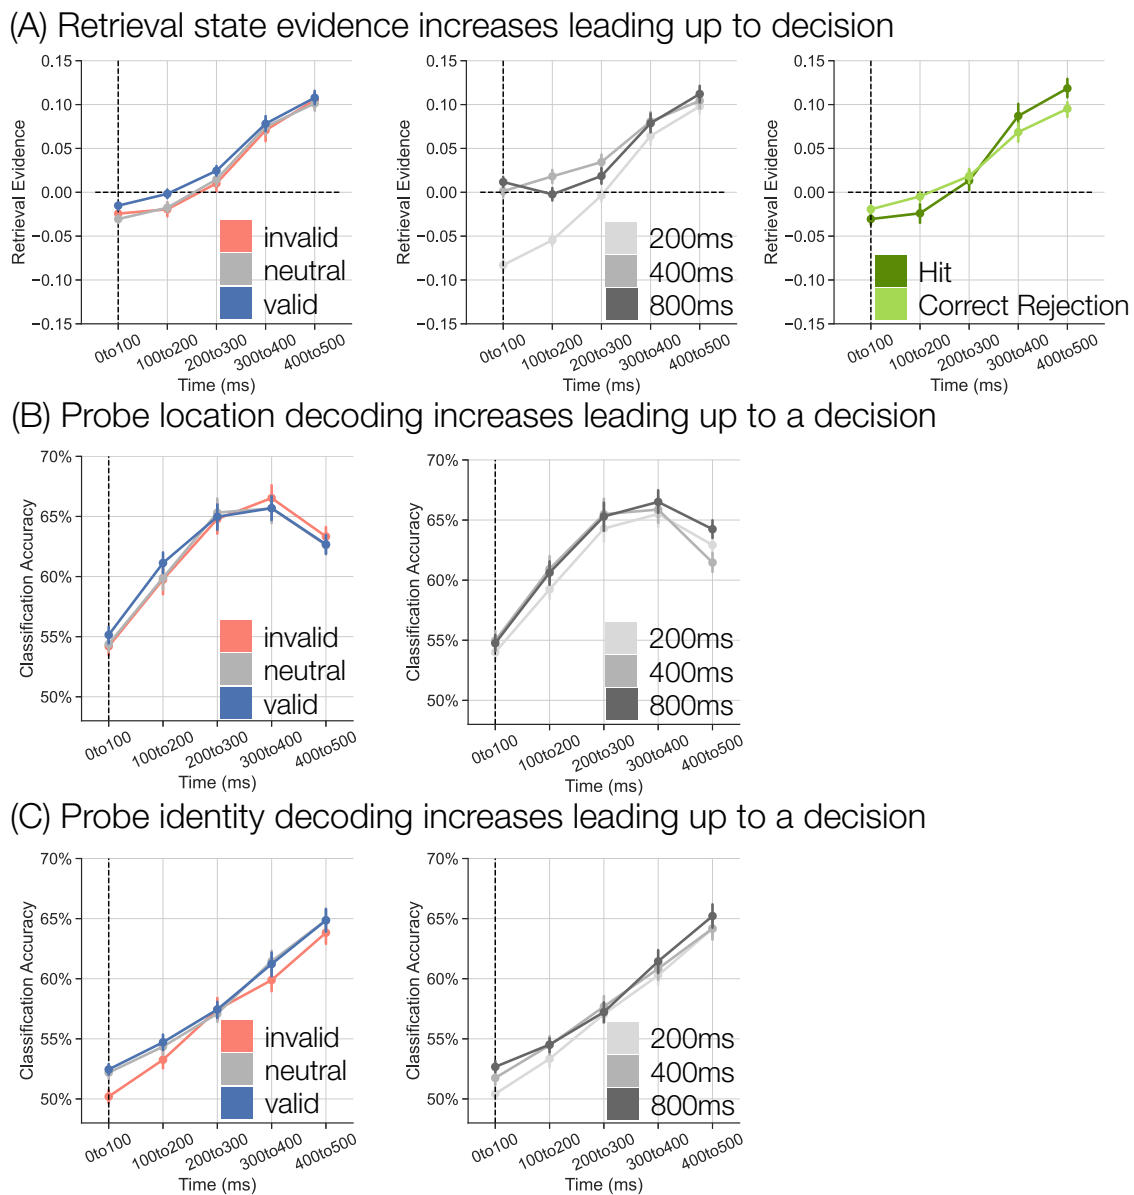 (A) Retrieval state evidence increases leading up to decision
0.15
0.10
0.05
0.00
−0.05
−0.10
−0.15
Retrieval Evidence
invalid
neutral
valid
0to100
100to200
200to300
300to400
400to500
Time (ms)
0.15
0.10
0.05
0.00
−0.05
−0.10
−0.15
Retrieval Evidence
200ms
400ms
800ms
0to100
100to200
200to300
300to400
400to500
Time (ms)
0.15
0.10
0.05
0.00
−0.05
−0.10
−0.15
Retrieval Evidence
Hit
Correct Rejection
0to100
100to200
200to300
300to400
400to500
Time (ms)
(B) Probe location decoding increases leading up to a decision
70%
65%
60%
55%
50%
Classification Accuracy
invalid
neutral
valid
0to100
100to200
200to300
300to400
400to500
Time (ms)
70%
65%
60%
55%
50%
Classification Accuracy
200ms
400ms
800ms
0to100
100to200
200to300
300to400
400to500
Time (ms)
(C) Probe identity decoding increases leading up to a decision
70%
65%
60%
55%
50%
Classification Accuracy
invalid
neutral
valid
0to100
100to200
200to300
300to400
400to500
Time (ms)
70%
65%
60%
55%
50%
Classification Accuracy
200ms
400ms
800ms
0to100
100to200
200to300
300to400
400to500
Time (ms)